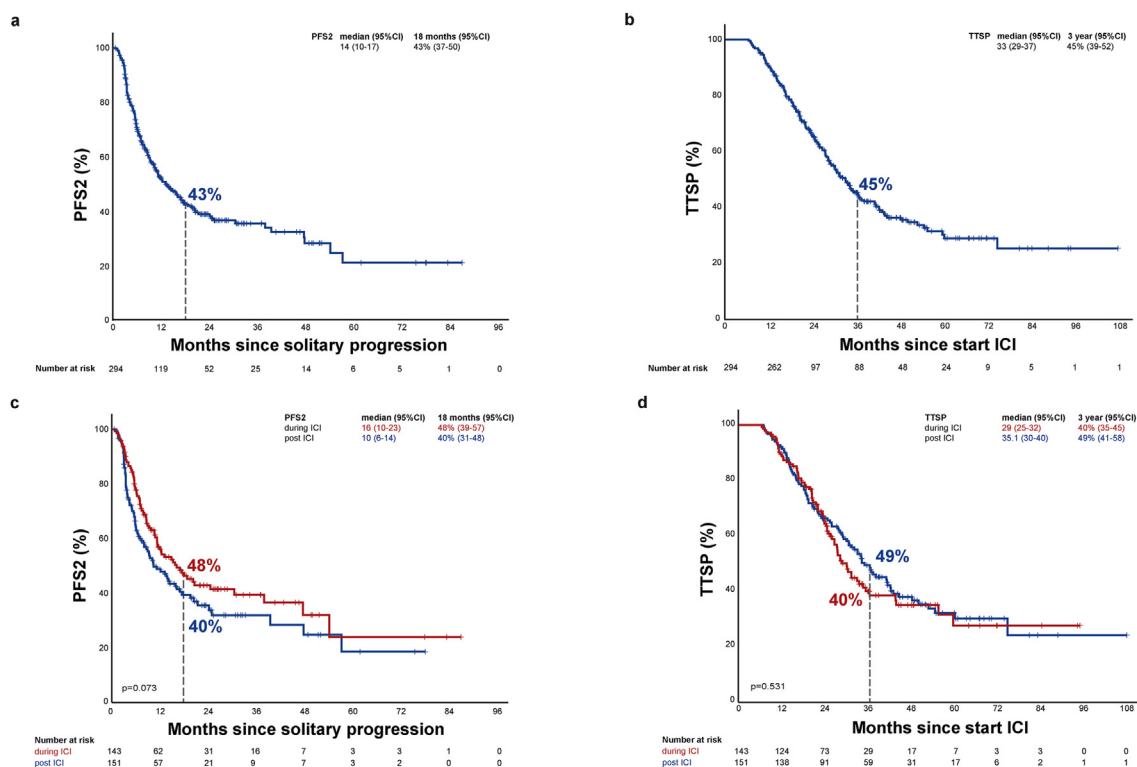 a
PFS2 median (95%CI) 18 months (95%CI)
14 (10-17) 43% (37-50)
100
80
60
40
20
0
PFS2 (%)
43%
0 12 24 36 48 60 72 84 96
Months since solitary progression
Number at risk
294 119 52 25 14 6 5 1 0
b
TTSP median (95%CI) 3 year (95%CI)
33 (29-37) 45% (39-52)
100
80
60
40
20
0
TTSP (%)
45%
0 12 24 36 48 60 72 84 96 108
Months since start ICI
Number at risk
294 262 97 88 48 24 9 5 1 1
c
PFS2 median (95%CI) 18 months (95%CI)
during ICI 16 (10-23) 48% (39-57)
post ICI 10 (6-14) 40% (31-48)
100
80
60
40
20
0
PFS2 (%)
48%
40%
p=0.073
0 12 24 36 48 60 72 84 96
Months since solitary progression
Number at risk
during ICI 143 62 31 16 7 3 3 1 0
post ICI 151 57 21 9 7 3 2 0 0
d
TTSP median (95%CI) 3 year (95%CI)
during ICI 29 (25-32) 40% (35-45)
post ICI 35.1 (30-40) 49% (41-58)
100
80
60
40
20
0
TTSP (%)
49%
40%
p=0.531
0 12 24 36 48 60 72 84 96 108
Months since start ICI
Number at risk
during ICI 143 124 73 29 17 7 3 3 0 0
post ICI 151 138 91 59 31 17 6 2 1 1